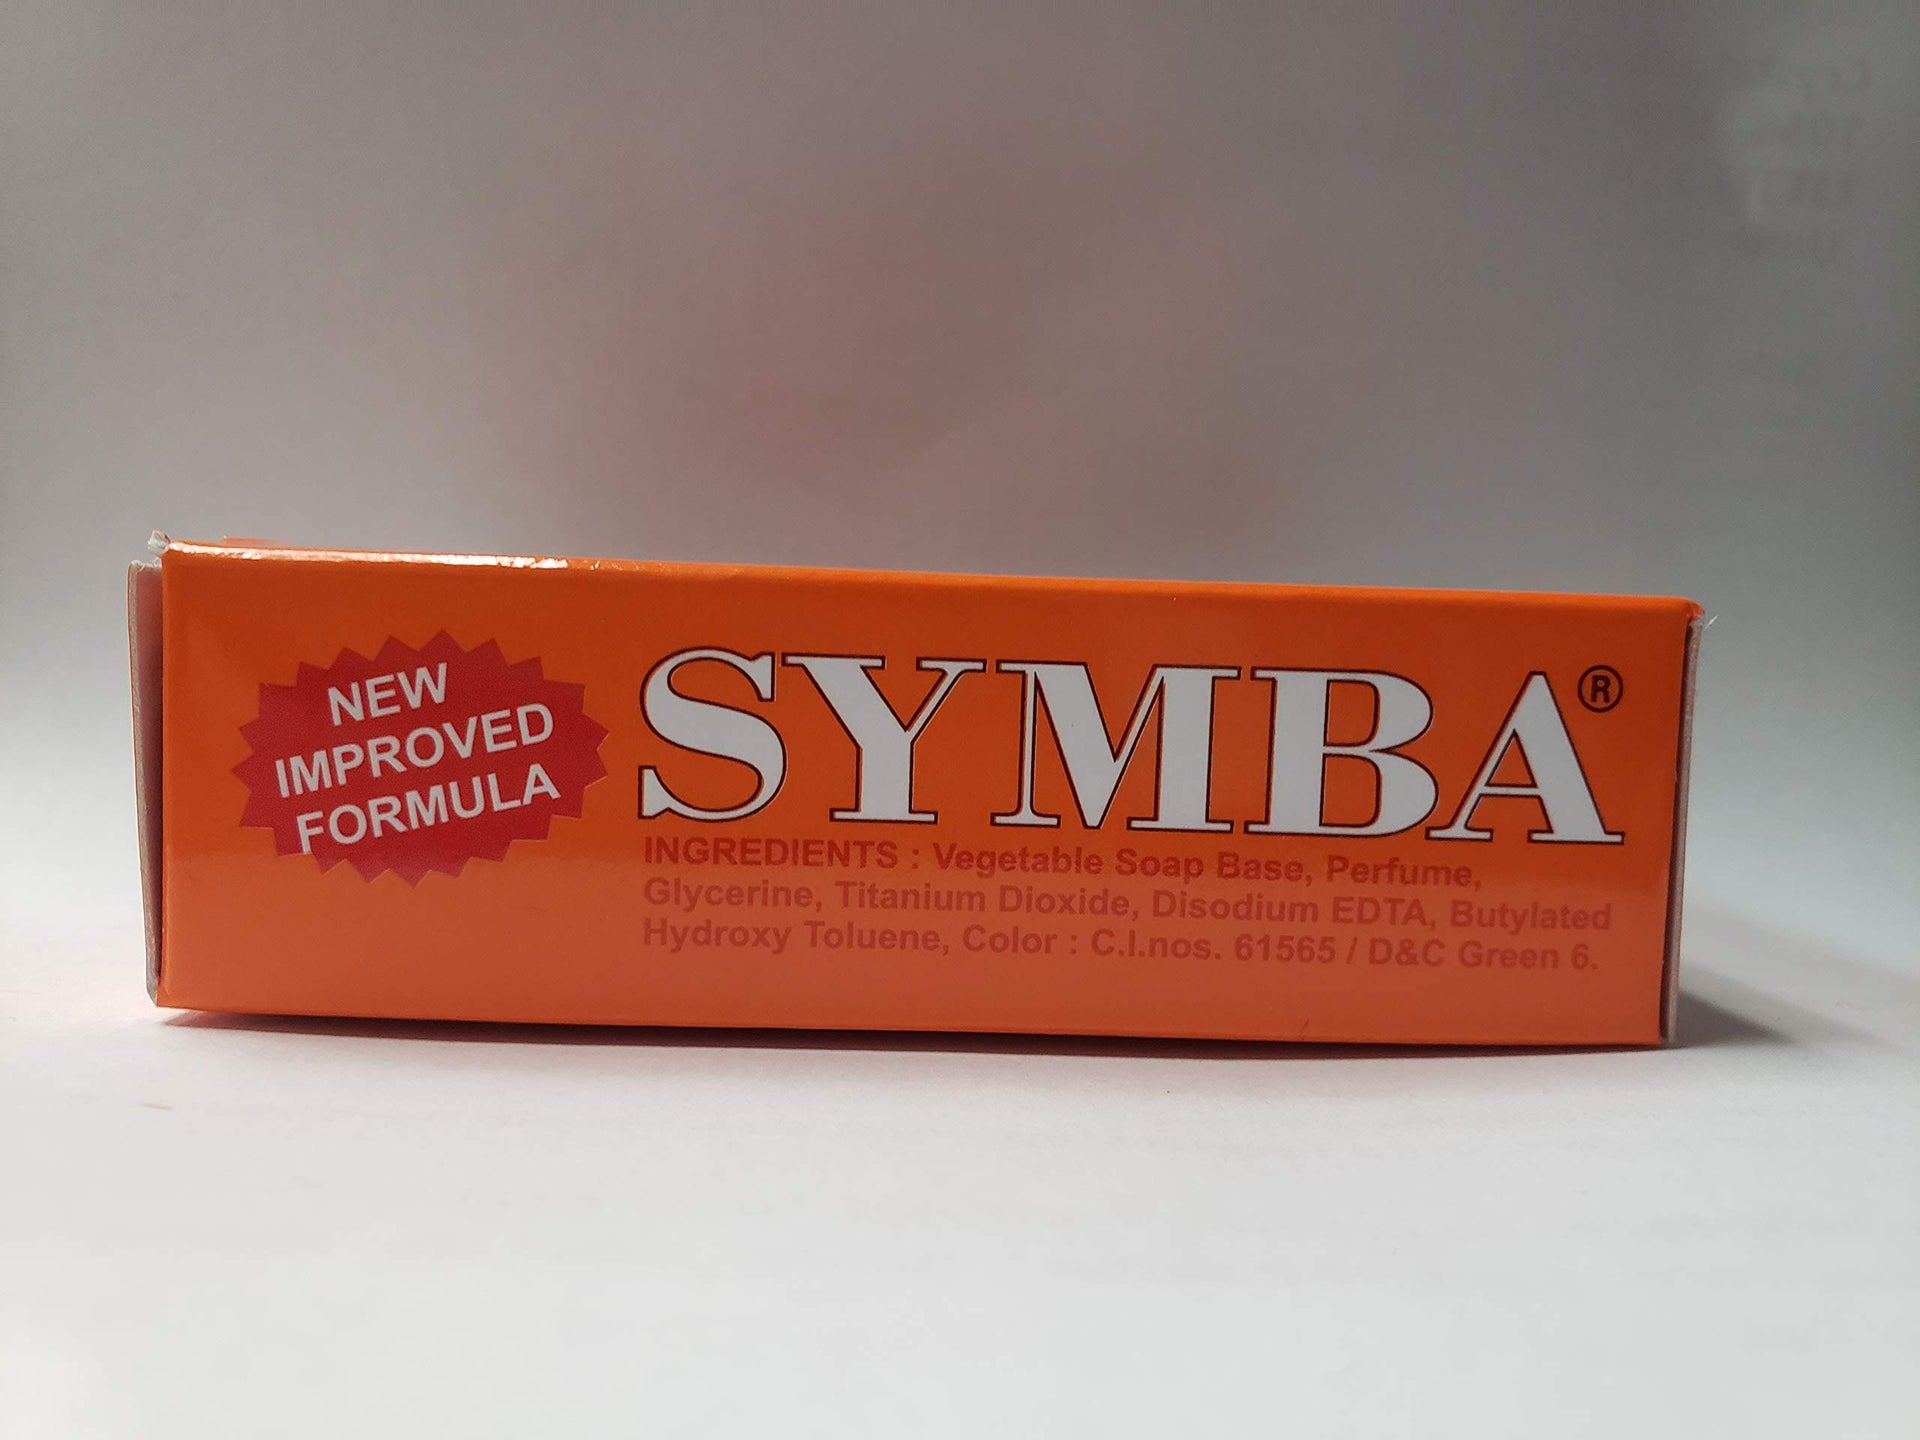 NEW
IMPROVED
FORMULA
SYMBA®
INGREDIENTS : Vegetable Soap Base, Perfume,
Glycerine, Titanium Dioxide, Disodium EDTA, Butylated
Hydroxy Toluene, Color : C.I.nos. 61565 / D&C Green 6.